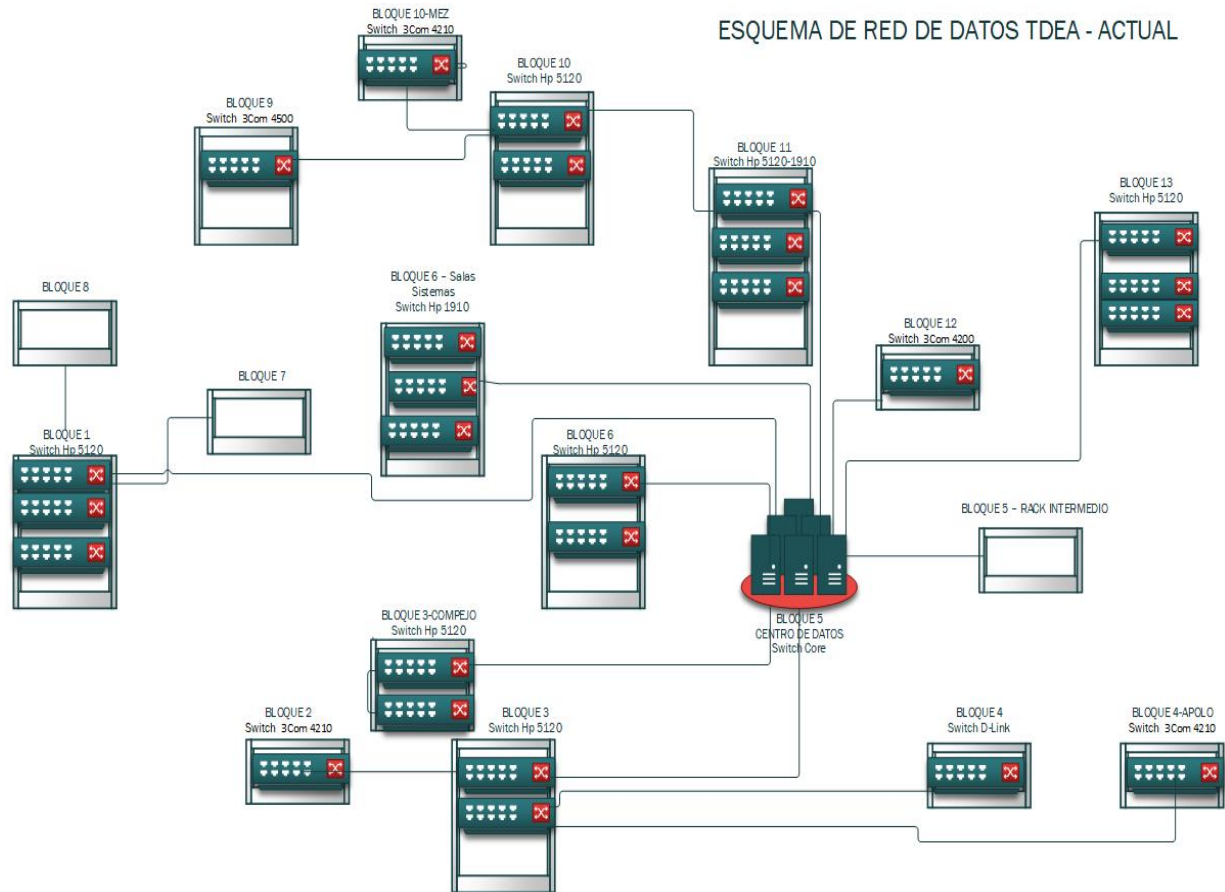 BLOQUE 10-MEZ
Switch 3Com 4210
ESQUEMA DE RED DE DATOS TDEA - ACTUAL
BLOQUE 10
Switch Hp 5120
BLOQUE 9
Switch 3Com 4500
BLOQUE 11
Switch Hp 5120-1910
BLOQUE 13
Switch Hp 5120
BLOQUE 6 – Salas
Sistemas
Switch Hp 1910
BLOQUE 8
BLOQUE 12
Switch 3Com 4200
BLOQUE 7
BLOQUE 1
Switch Hp 5120
BLOQUE 6
Switch Hp 5120
BLOQUE 5 – RACK INTERMEDIO
BLOQUE 5
CENTRO DE DATOS
Switch Core
BLOQUE 3-COMPEJO
Switch Hp 5120
BLOQUE 2
Switch 3Com 4210
BLOQUE 3
Switch Hp 5120
BLOQUE 4
Switch D-Link
BLOQUE 4-APOLO
Switch 3Com 4210